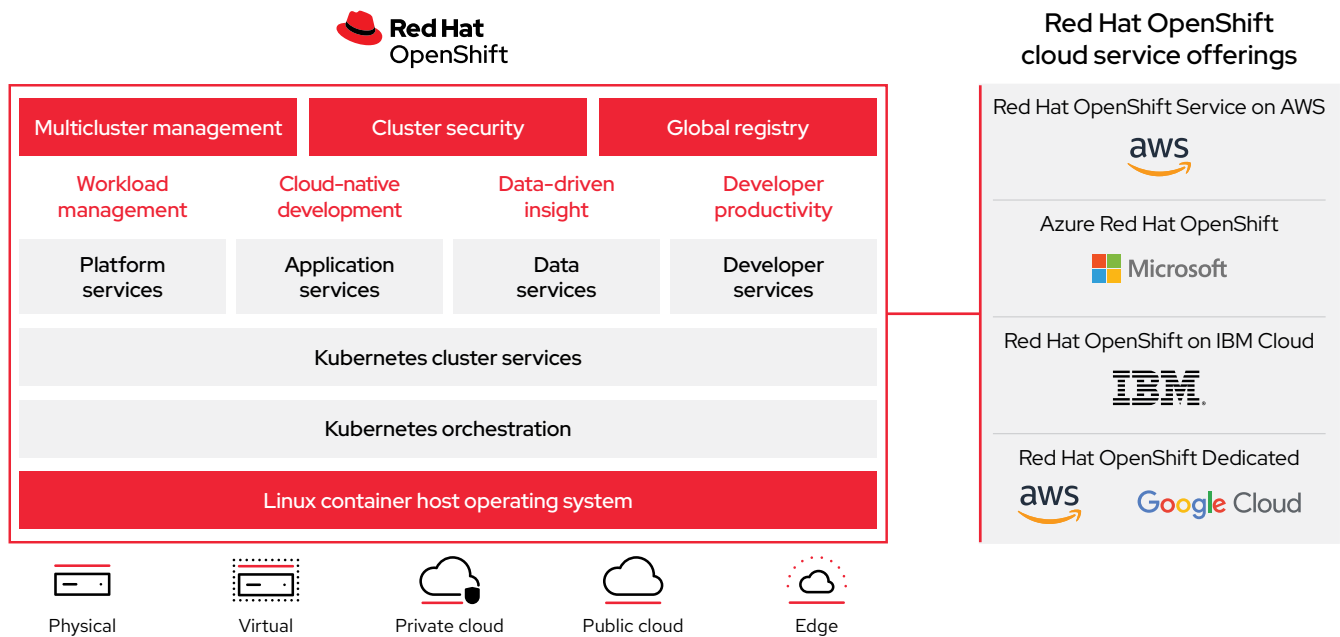 Red Hat
OpenShift
Multicluster management
Cluster security
Global registry
Workload
management
Cloud-native
development
Data-driven
insight
Developer
productivity
Platform
services
Application
services
Data
services
Developer
services
Kubernetes cluster services
Kubernetes orchestration
Linux container host operating system
Physical
Virtual
Private cloud
Public cloud
Edge
Red Hat OpenShift
cloud service offerings
Red Hat OpenShift Service on AWS
aws
Azure Red Hat OpenShift
Microsoft
Red Hat OpenShift on IBM Cloud
IBM®
Red Hat OpenShift Dedicated
aws
Google Cloud